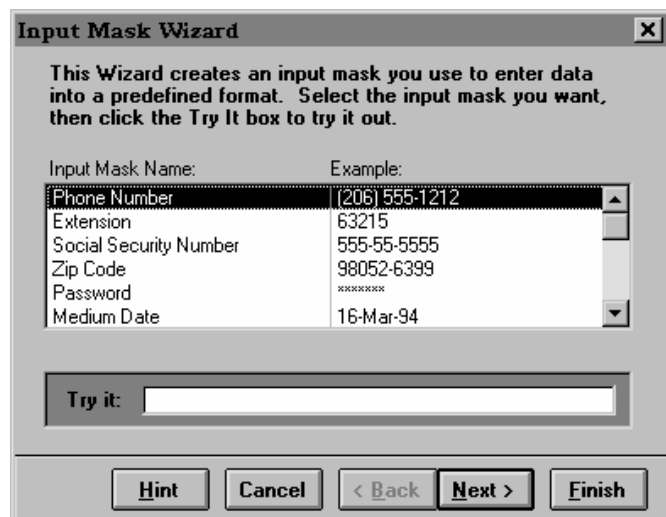 Input Mask Wizard
This Wizard creates an input mask you use to enter data
into a predefined format.  Select the input mask you want,
then click the Try It box to try it out.
Input Mask Name: Example:
Phone Number (206) 555-1212
Extension 63215
Social Security Number 555-55-5555
Zip Code 98052-6399
Password *******
Medium Date 16-Mar-94
Try it:
Hint Cancel < Back Next > Finish